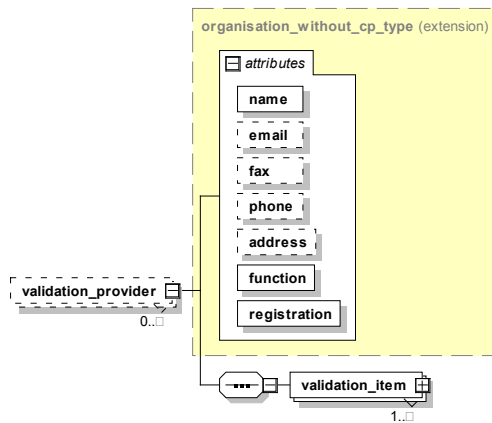 organisation_without_cp_type (extension)
attributes
name
email
fax
phone
address
function
registration
validation_provider
0..□
validation_item
1..□